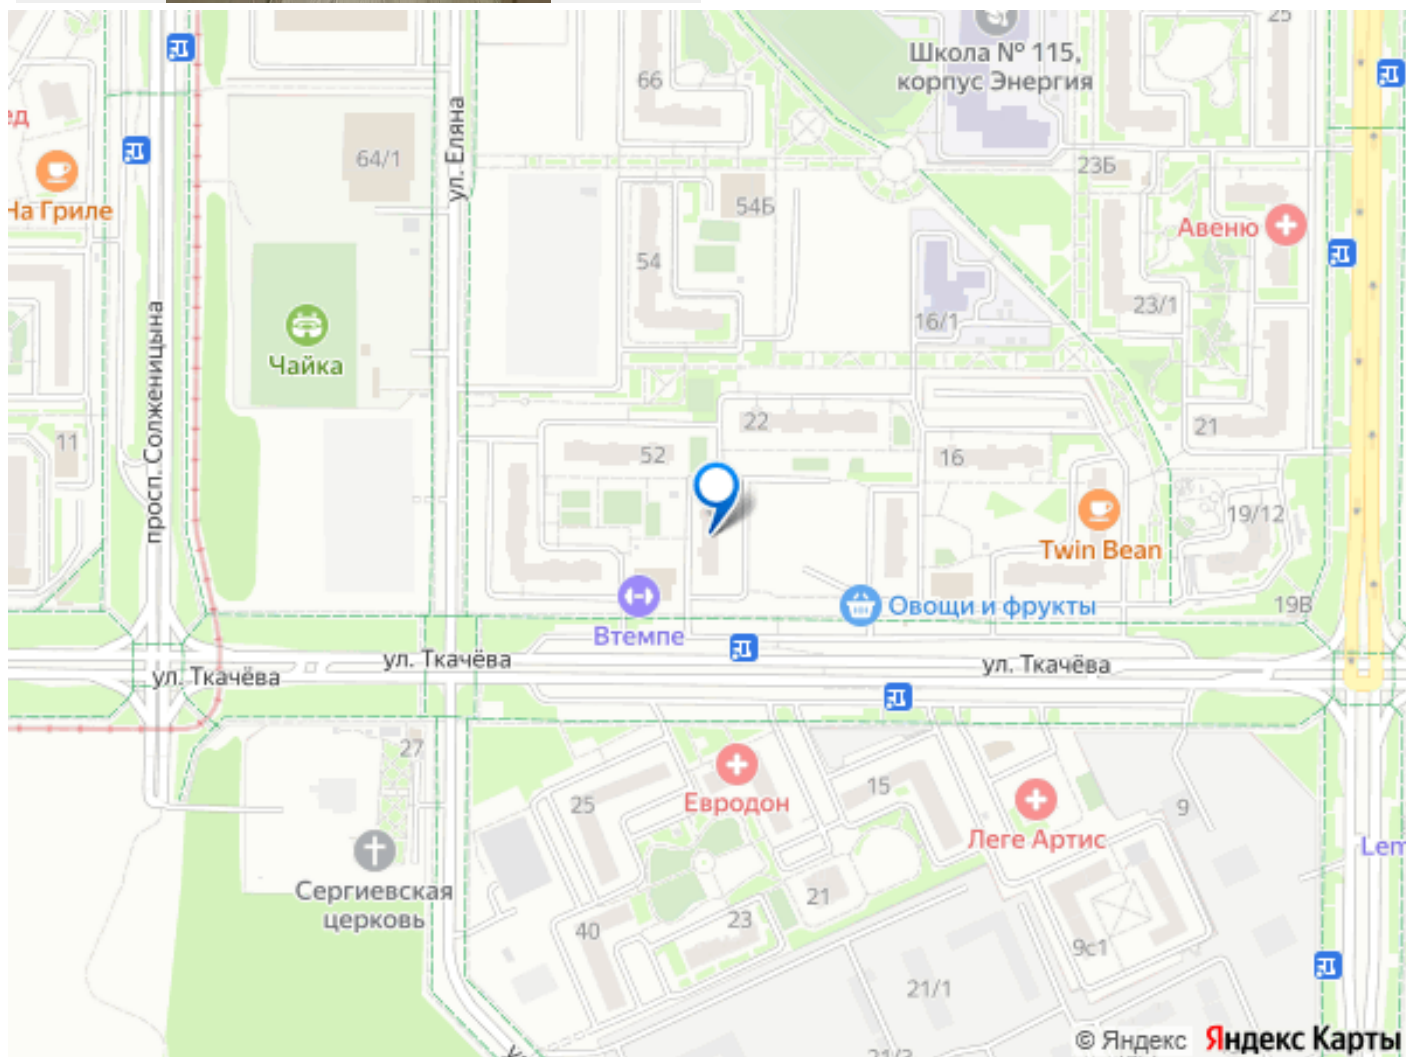 25
Школа № 115,
корпус Энергия
66
64/1
ул. Еляна
ед
На Гриле
54Б
23Б
Авеню
54
23/1
16/1
просп. Солженицына
Чайка
22
21
11
52
16
19/12
Twin Bean
19В
Овощи и фрукты
Втемпе
ул. Ткачёва
ул. Ткачёва
ул. Ткачёва
27
Евродон
25
15
9
Леге Артис
Lem
Сергиевская
церковь
21
23
40
9с1
21/1
© Яндекс Яндекс Карты